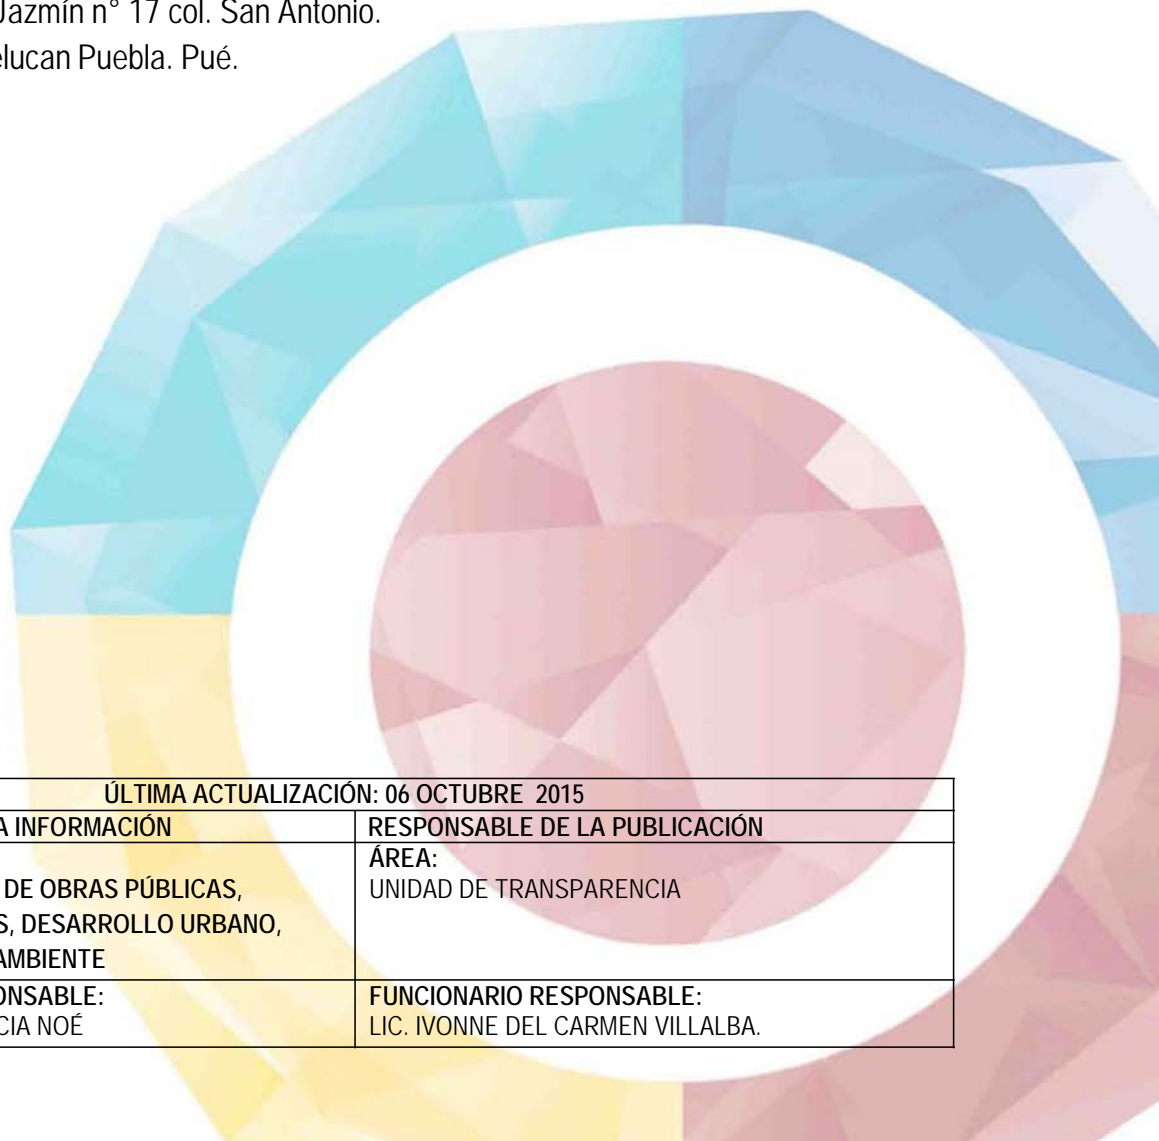 Jazmín n° 17 col. San Antonio.
elucan Puebla. Pué.
ÚLTIMA ACTUALIZACIÓN: 06 OCTUBRE 2015
A INFORMACIÓN
RESPONSABLE DE LA PUBLICACIÓN
ÁREA:
DE OBRAS PÚBLICAS,
UNIDAD DE TRANSPARENCIA
S, DESARROLLO URBANO,
AMBIENTE
ONSABLE:
FUNCIONARIO RESPONSABLE:
CIA NOÉ
LIC. IVONNE DEL CARMEN VILLALBA.